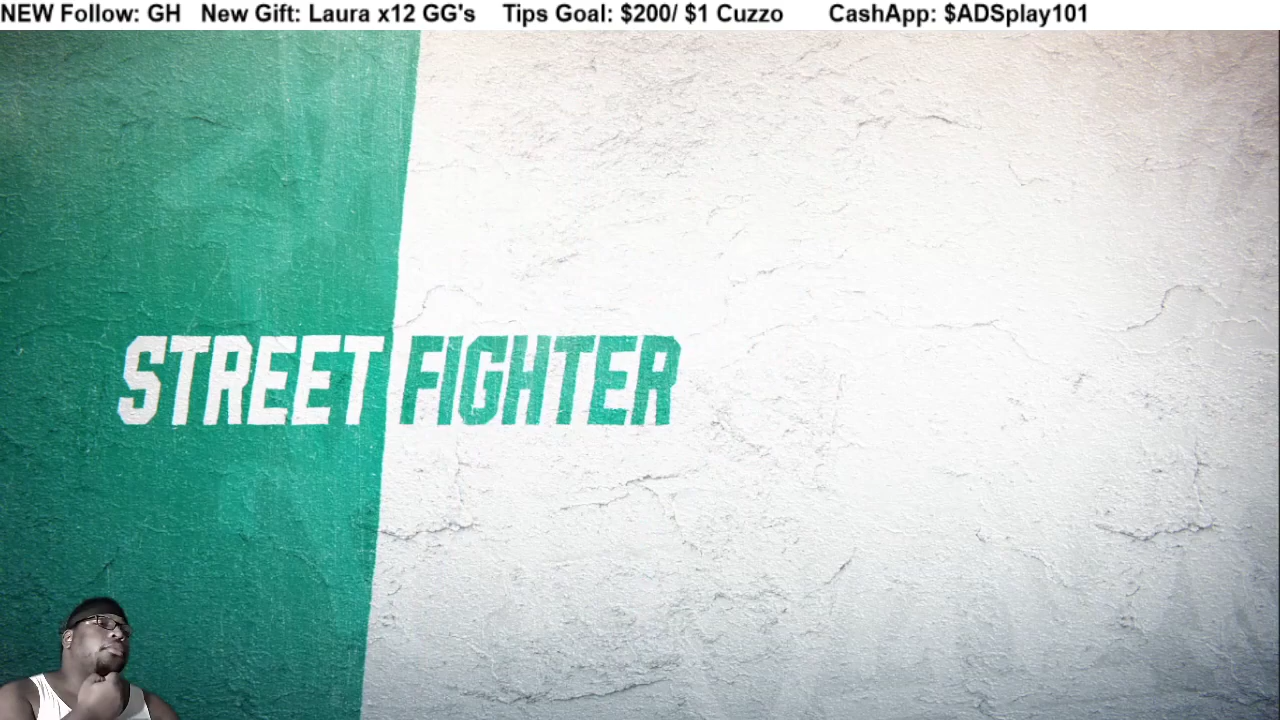 NEW Follow: GH New Gift: Laura x12 GG's Tips Goal: $200/ $1 Cuzzo CashApp: $ADSplay101
STREET FIGHTER